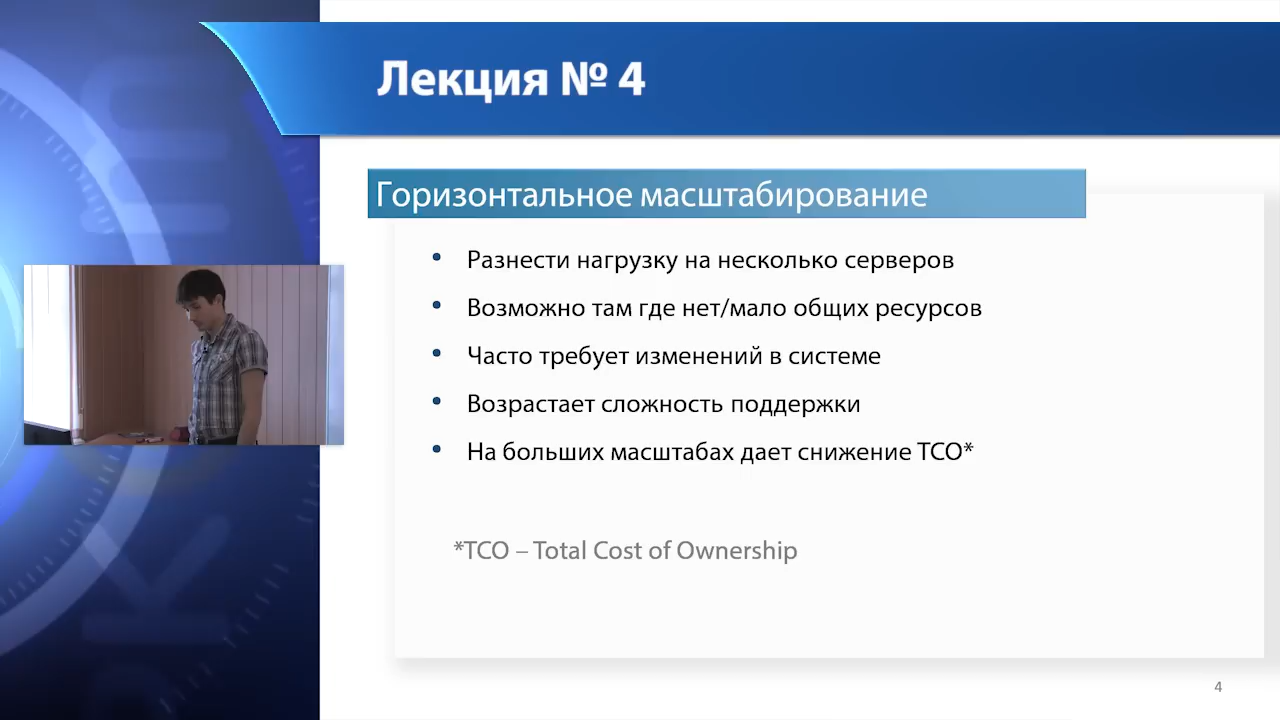 Лекция № 4
Горизонтальное масштабирование
• Разнести нагрузку на несколько серверов
• Возможно там где нет/мало общих ресурсов
• Часто требует изменений в системе
• Возрастает сложность поддержки
• На больших масштабах дает снижение TCO*
*TCO – Total Cost of Ownership
4